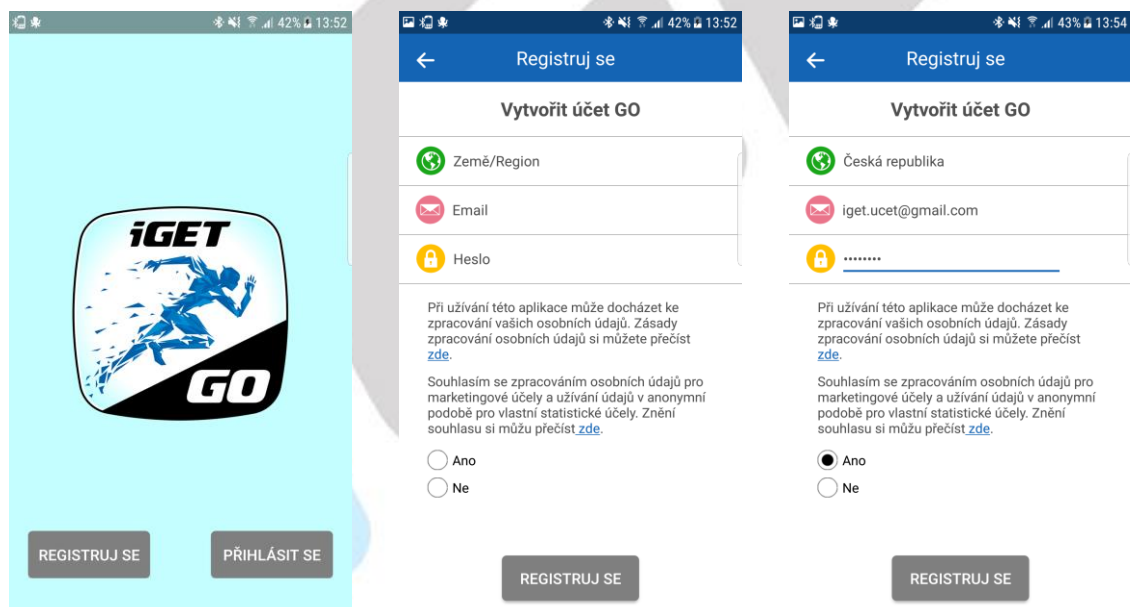 42% 13:52
iGET
GO
REGISTRUJ SE
PŘIHLÁSIT SE
42% 13:52
Registruj se
Vytvořit účet GO
Země/Region
Email
Heslo
Při užívání této aplikace může docházet ke
zpracování vašich osobních údajů. Zásady
zpracování osobních údajů si můžete přečíst
zde.
Souhlasím se zpracováním osobních údajů pro
marketingové účely a užívání údajů v anonymní
podobě pro vlastní statistické účely. Znění
souhlasu si můžu přečíst zde.
Ano
Ne
REGISTRUJ SE
43% 13:54
Registruj se
Vytvořit účet GO
Česká republika
iget.ucet@gmail.com
••••••••
Při užívání této aplikace může docházet ke
zpracování vašich osobních údajů. Zásady
zpracování osobních údajů si můžete přečíst
zde.
Souhlasím se zpracováním osobních údajů pro
marketingové účely a užívání údajů v anonymní
podobě pro vlastní statistické účely. Znění
souhlasu si můžu přečíst zde.
Ano
Ne
REGISTRUJ SE